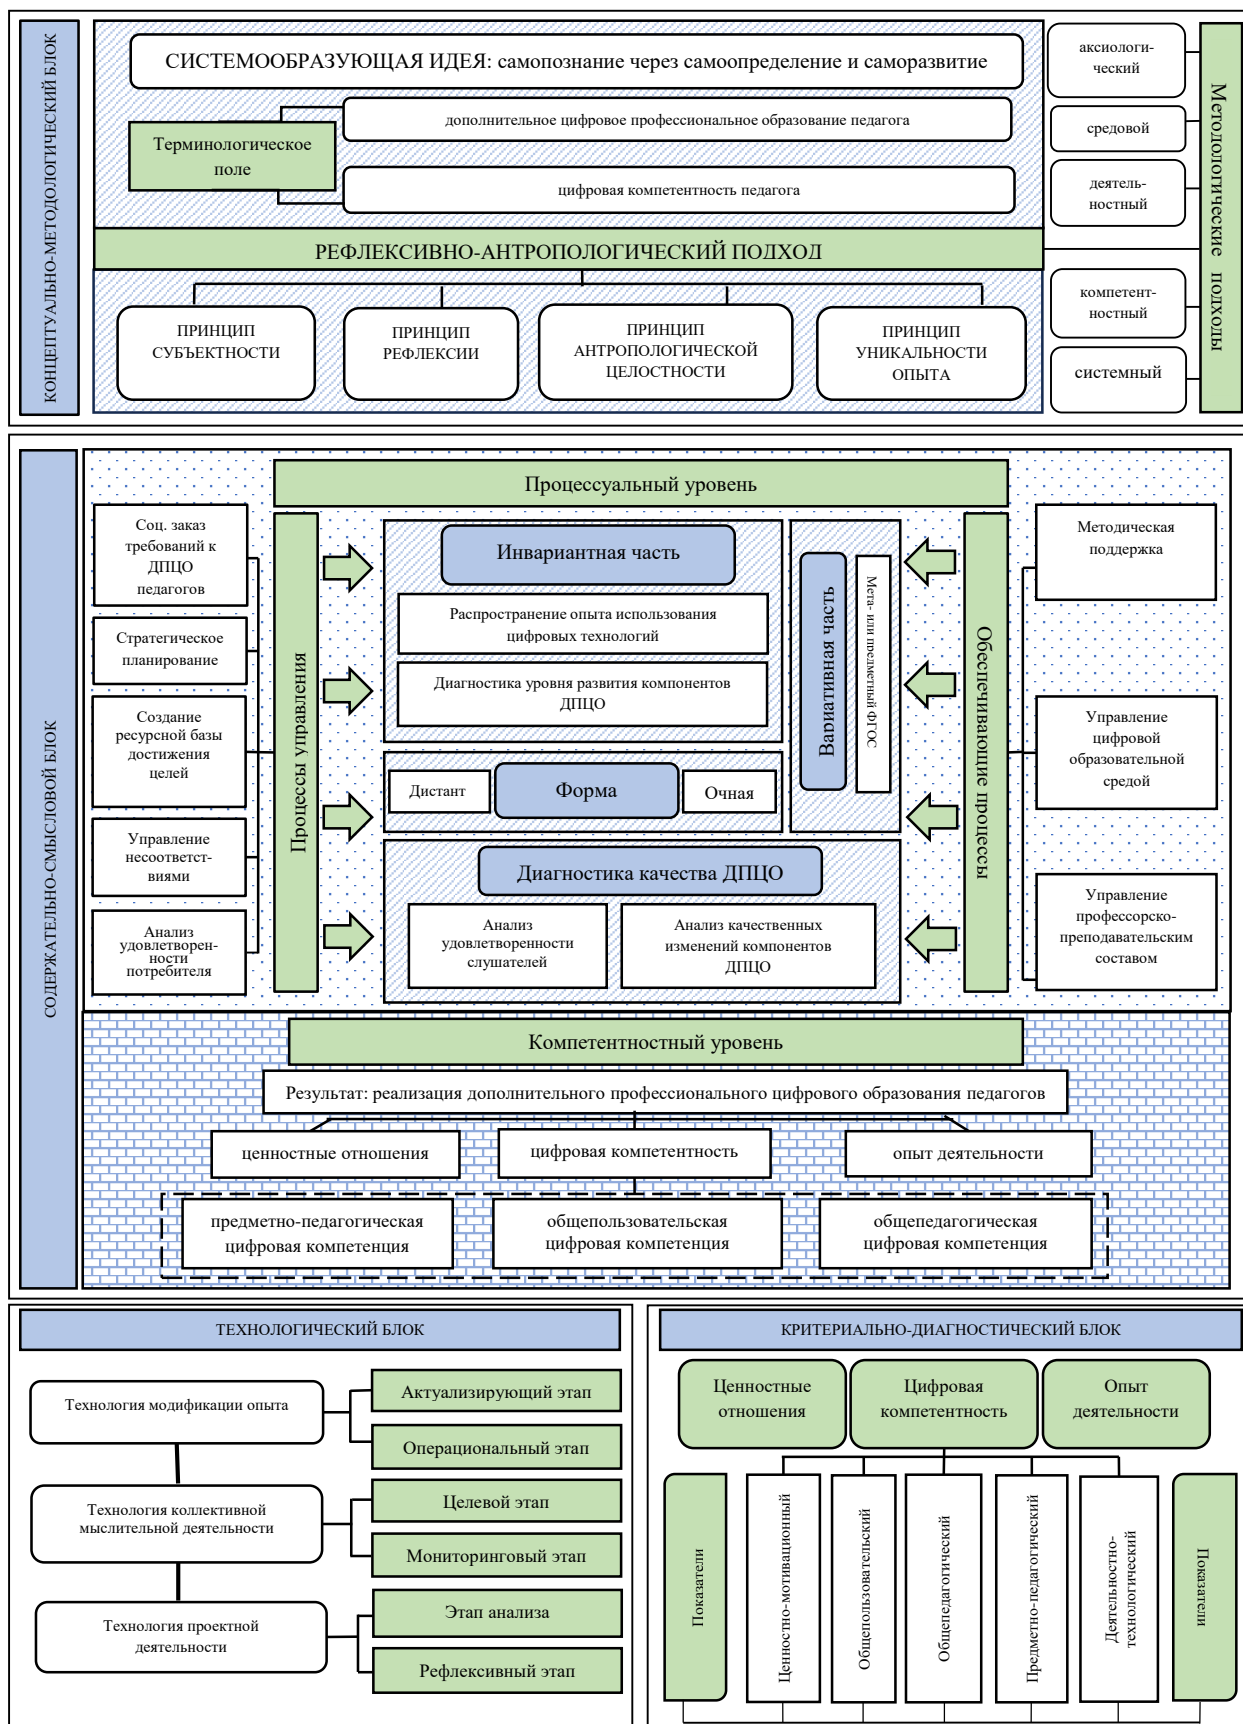 КОНЦЕПТУАЛЬНО-МЕТОДОЛОГИЧЕСКИЙ БЛОК
СИСТЕМООБРАЗУЮЩАЯ ИДЕЯ: самопознание через самоопределение и саморазвитие
Терминологическое
поле
дополнительное цифровое профессиональное образование педагога
цифровая компетентность педагога
РЕФЛЕКСИВНО-АНТРОПОЛОГИЧЕСКИЙ ПОДХОД
ПРИНЦИП
СУБЪЕКТНОСТИ
ПРИНЦИП
РЕФЛЕКСИИ
ПРИНЦИП
АНТРОПОЛОГИЧЕСКОЙ
ЦЕЛОСТНОСТИ
ПРИНЦИП
УНИКАЛЬНОСТИ
ОПЫТА
аксиологи-
ческий
средовой
деятель-
ностный
компетент-
ностный
системный
Методологические подходы
СОДЕРЖАТЕЛЬНО-СМЫСЛОВОЙ БЛОК
Процессуальный уровень
Соц. заказ
требований к
ДПЦО
педагогов
Стратегическое
планирование
Создание
ресурсной базы
достижения
целей
Управление
несоответст-
виями
Анализ
удовлетворен-
ности
потребителя
Процессы управления
Инвариантная часть
Распространение опыта использования
цифровых технологий
Диагностика уровня развития компонентов
ДПЦО
Дистант
Форма
Очная
Вариативная часть
Мета- или предметный ФГОС
Диагностика качества ДПЦО
Анализ
удовлетворенности
слушателей
Анализ качественных
изменений компонентов
ДПЦО
Обеспечивающие процессы
Методическая
поддержка
Управление
цифровой
образовательной
средой
Управление
профессорско-
преподавательским
составом
Компетентностный уровень
Результат: реализация дополнительного профессионального цифрового образования педагогов
ценностные отношения
цифровая компетентность
опыт деятельности
предметно-педагогическая
цифровая компетенция
общепользовательская
цифровая компетенция
общепедагогическая
цифровая компетенция
ТЕХНОЛОГИЧЕСКИЙ БЛОК
Технология модификации опыта
Актуализирующий этап
Операциональный этап
Технология коллективной
мыслительной деятельности
Целевой этап
Мониторинговый этап
Технология проектной
деятельности
Этап анализа
Рефлексивный этап
КРИТЕРИАЛЬНО-ДИАГНОСТИЧЕСКИЙ БЛОК
Ценностные
отношения
Цифровая
компетентность
Опыт
деятельности
Показатели
Ценностно-мотивационный
Общепользовательский
Общепедагогический
Предметно-педагогический
Деятельностно-
технологический
Показатели